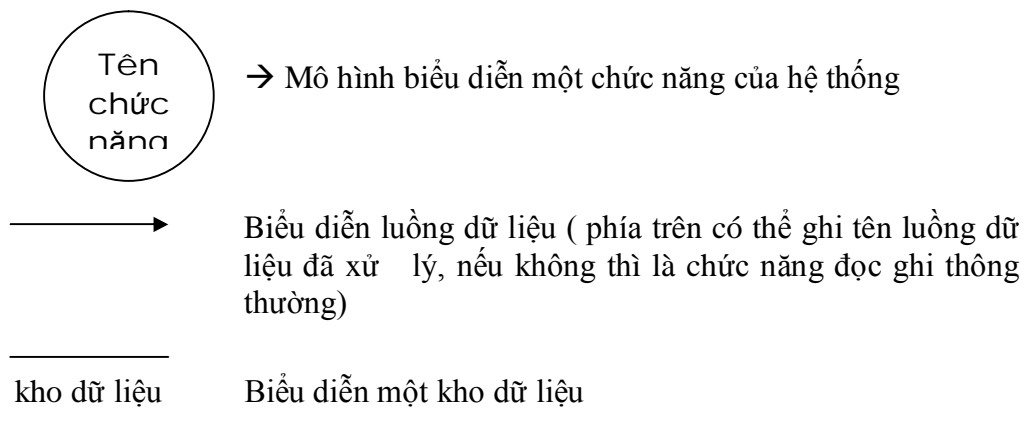 Tên
chức
năng
→ Mô hình biểu diễn một chức năng của hệ thống
Biểu diễn luồng dữ liệu ( phía trên có thể ghi tên luồng dữ
liệu đã xử lý, nếu không thì là chức năng đọc ghi thông
thường)
kho dữ liệu Biểu diễn một kho dữ liệu